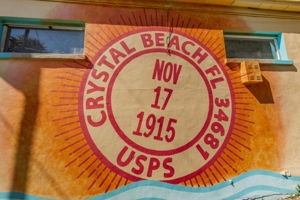 CRYSTAL BEACH, FL 34681
NOV
17
1915
USPS